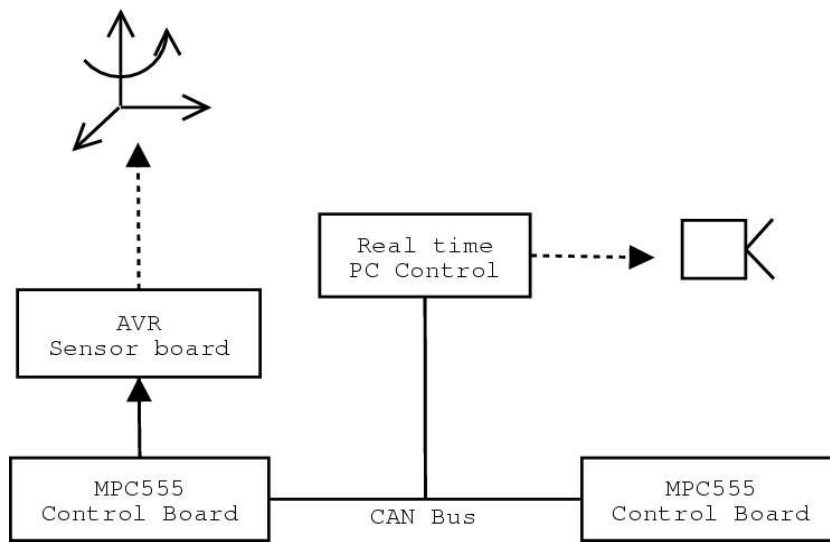 Real time
PC Control
AVR
Sensor board
MPC555
Control Board
CAN Bus
MPC555
Control Board